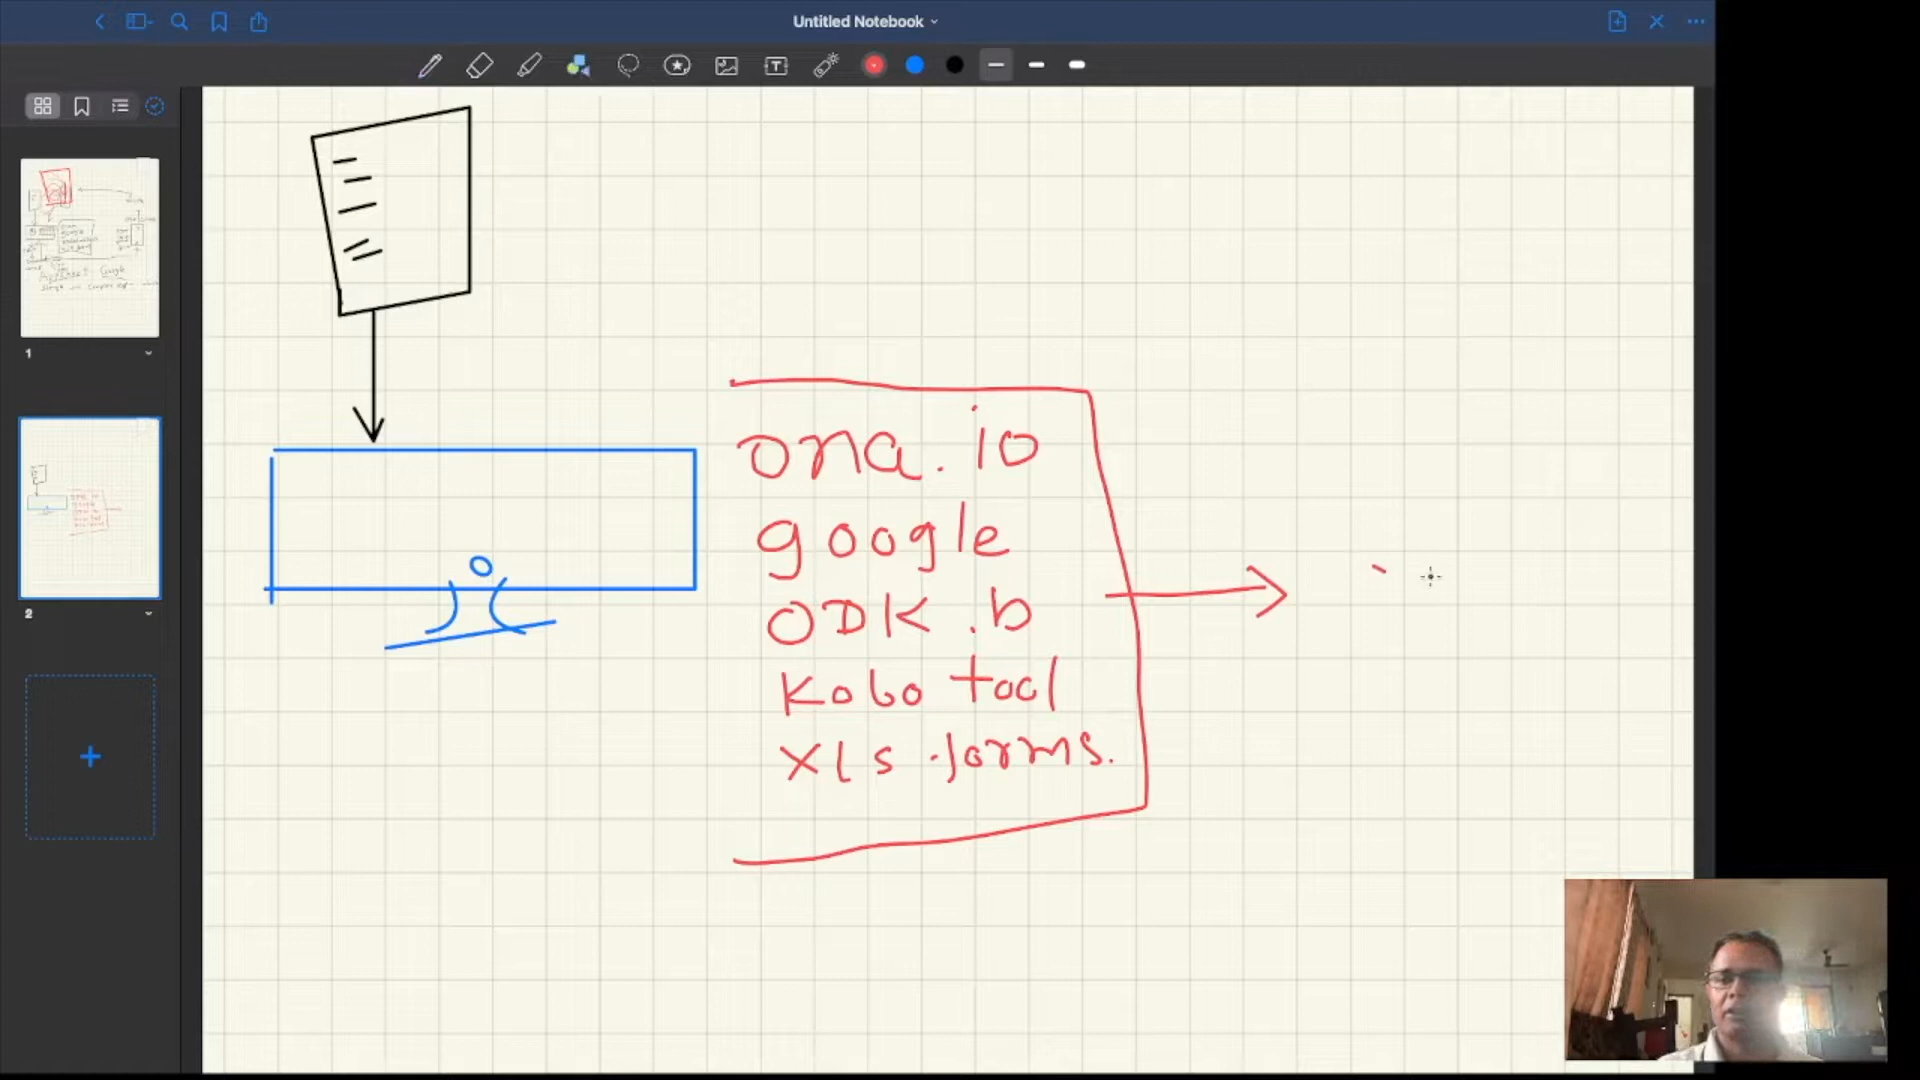 Untitled Notebook
ona.io
google
ODK.b
Kobo tool
XLS forms.
1
2